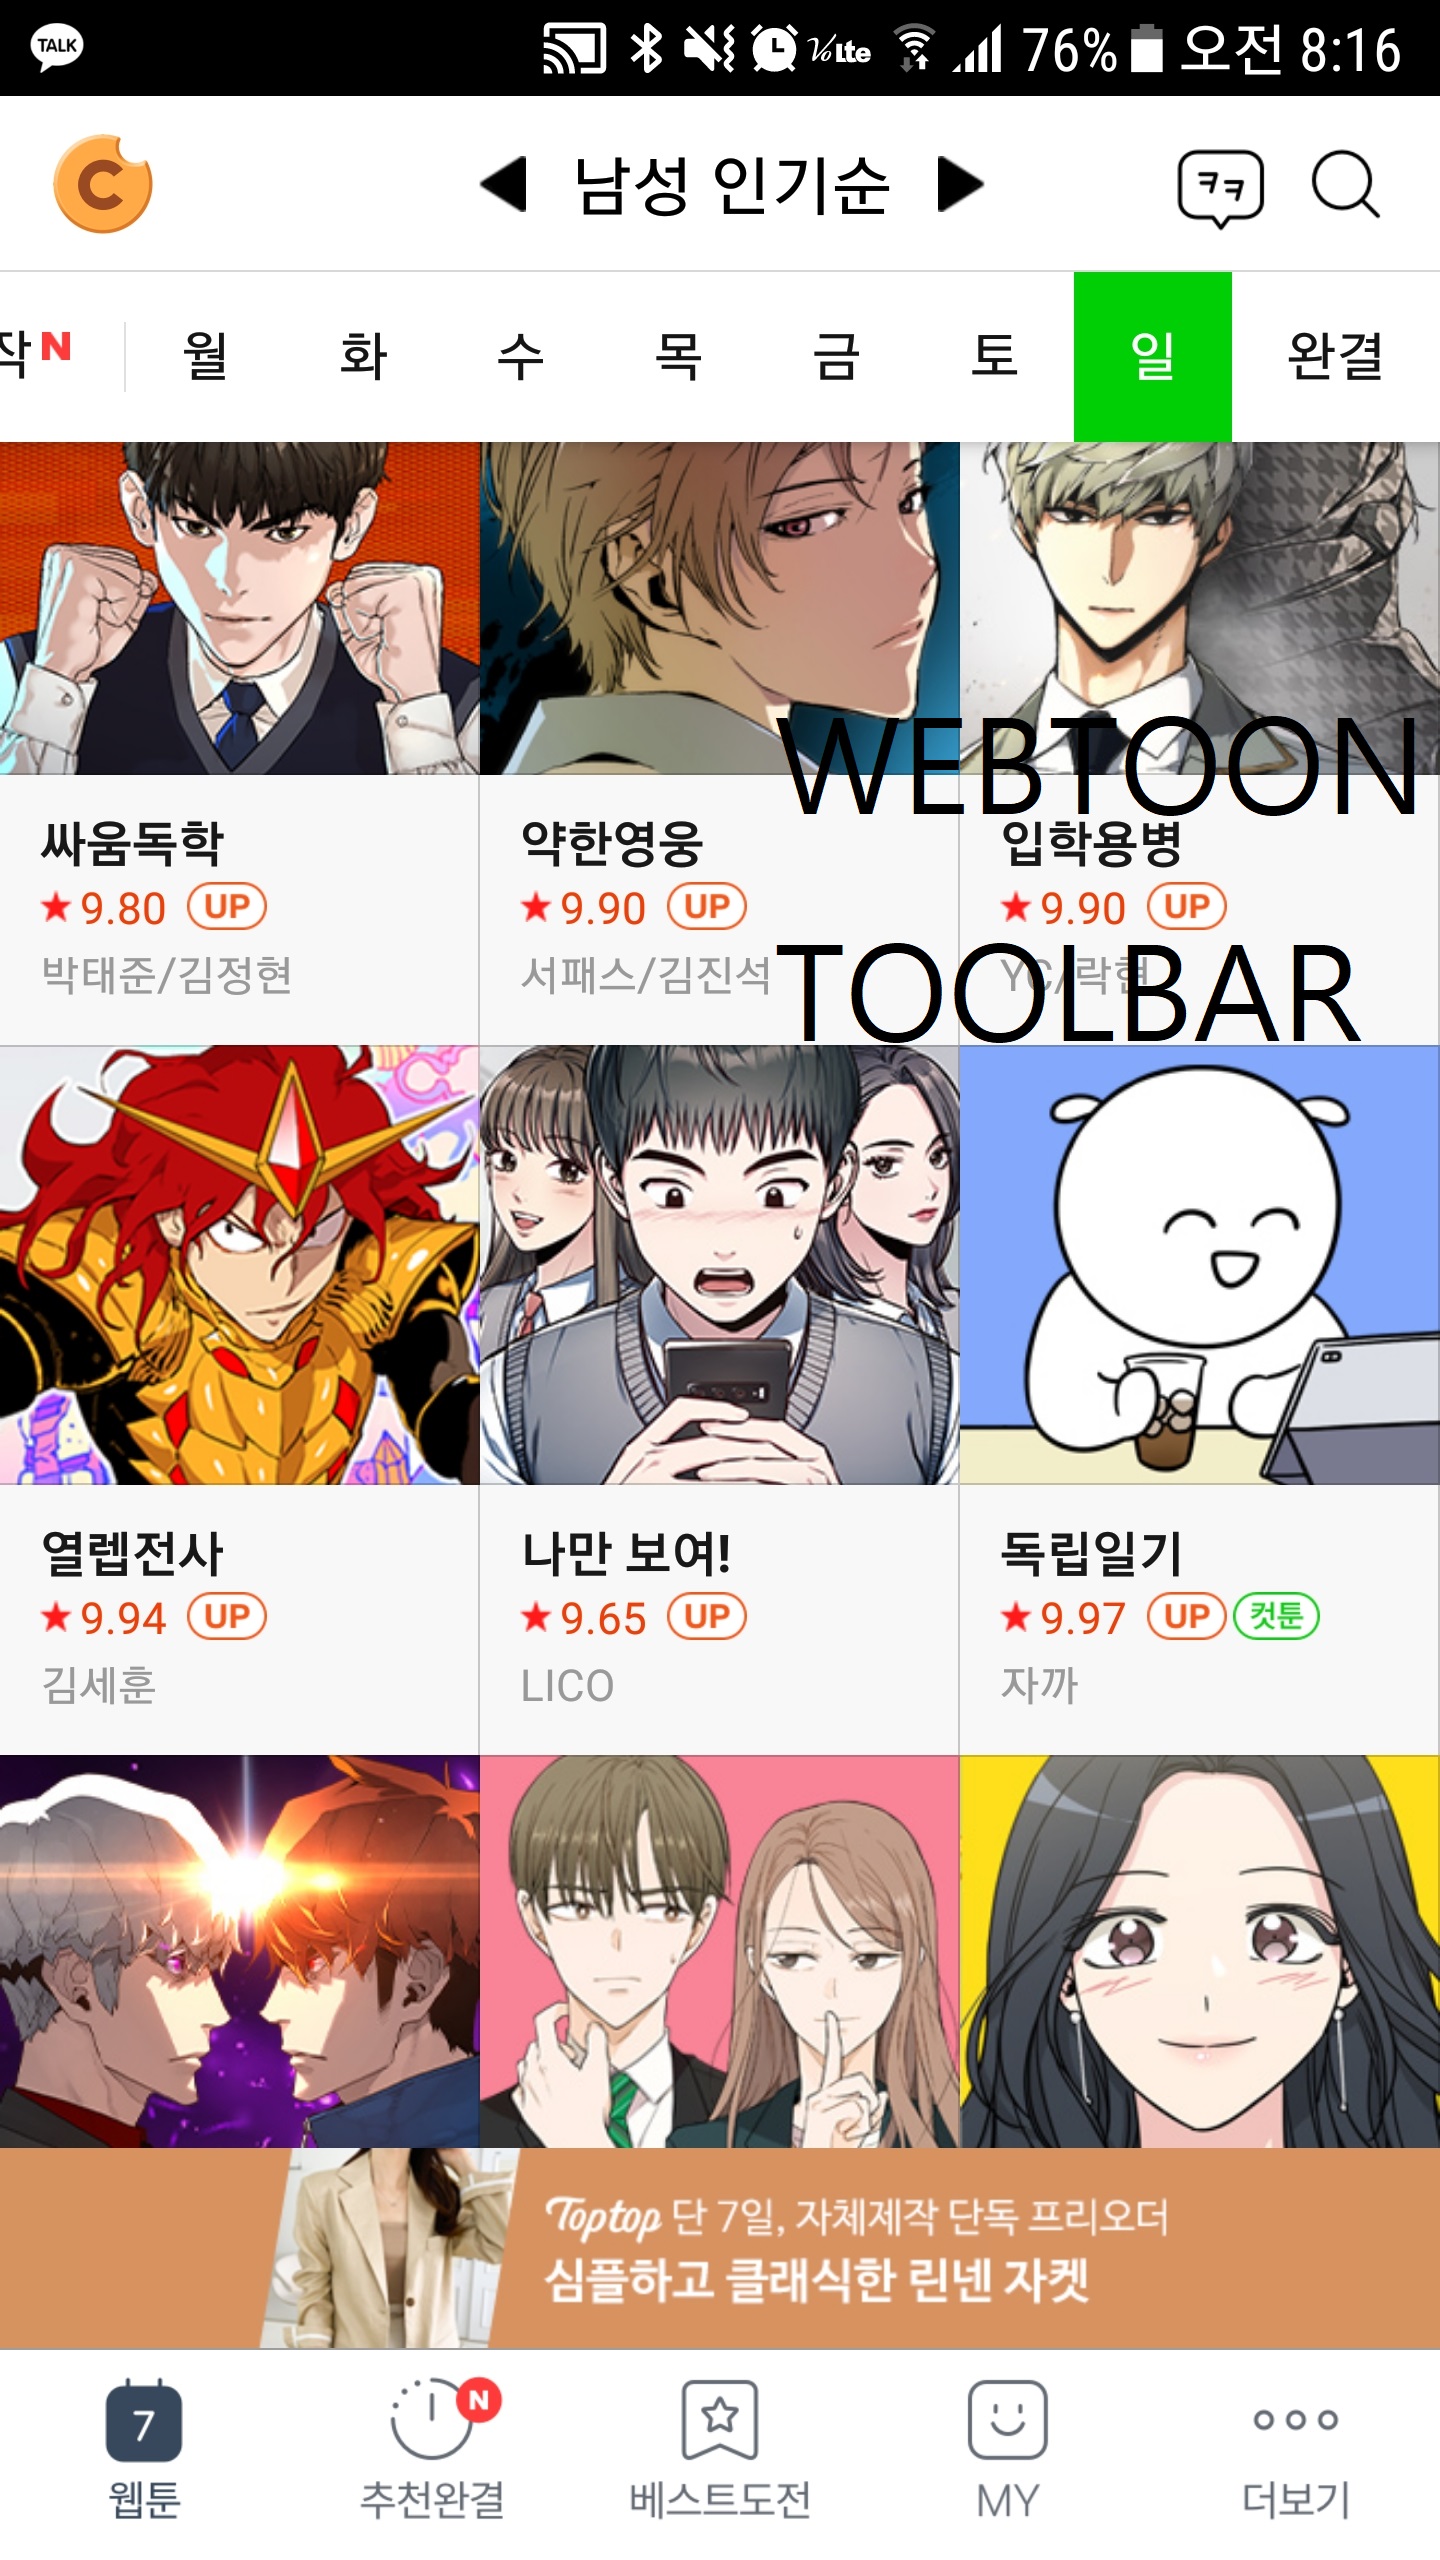 TALK VoLte 76% 오전 8:16
C 남성 인기순 ㅋㅋ
작 N 월 화 수 목 금 토 일 완결
WEBTOON
싸움독학 약한영웅 입학용병
9.80 UP 9.90 UP 9.90 UP
박태준/김정현 서패스/김진석 YC/락현
TOOLBAR
열렙전사 나만 보여! 독립일기
9.94 UP 9.65 UP 9.97 UP 컷툰
김세훈 LICO 자까
Toptop 단 7일, 자체제작 단독 프리오더
심플하고 클래식한 린넨 자켓
7 N
웹툰 추천완결 베스트도전 MY 더보기